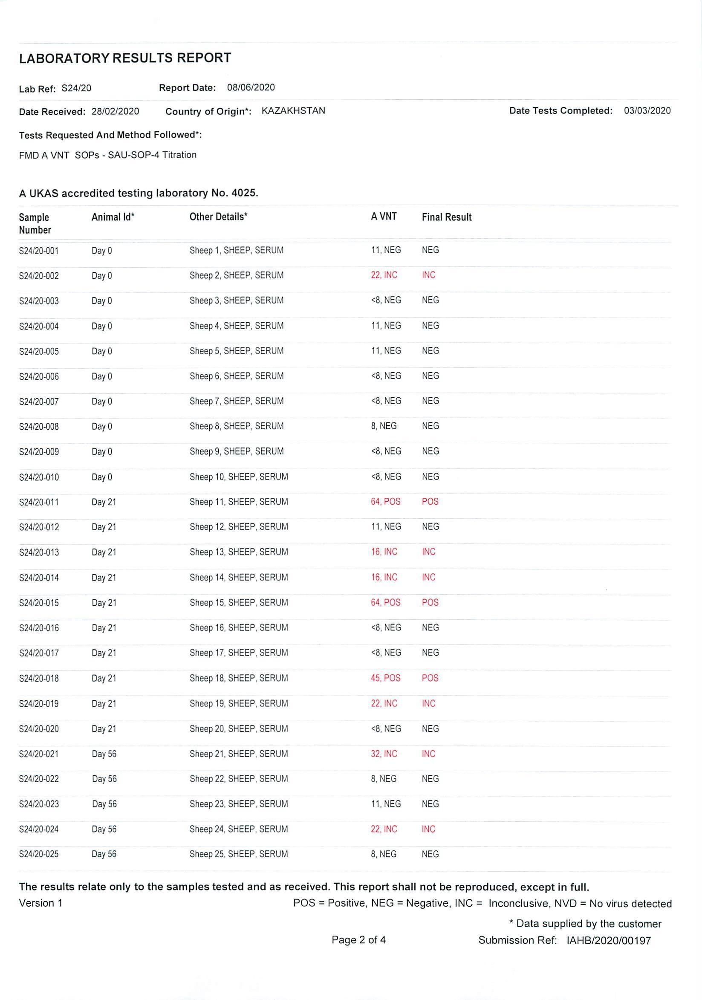 LABORATORY RESULTS REPORT
Lab Ref: S24/20 Report Date: 08/06/2020
Date Received: 28/02/2020 Country of Origin*: KAZAKHSTAN Date Tests Completed: 03/03/2020
Tests Requested And Method Followed*:
FMD A VNT SOPs - SAU-SOP-4 Titration
A UKAS accredited testing laboratory No. 4025.
Sample Number Animal Id* Other Details* A VNT Final Result
S24/20-001 Day 0 Sheep 1, SHEEP, SERUM 11, NEG NEG
S24/20-002 Day 0 Sheep 2, SHEEP, SERUM 22, INC INC
S24/20-003 Day 0 Sheep 3, SHEEP, SERUM <8, NEG NEG
S24/20-004 Day 0 Sheep 4, SHEEP, SERUM 11, NEG NEG
S24/20-005 Day 0 Sheep 5, SHEEP, SERUM 11, NEG NEG
S24/20-006 Day 0 Sheep 6, SHEEP, SERUM <8, NEG NEG
S24/20-007 Day 0 Sheep 7, SHEEP, SERUM <8, NEG NEG
S24/20-008 Day 0 Sheep 8, SHEEP, SERUM 8, NEG NEG
S24/20-009 Day 0 Sheep 9, SHEEP, SERUM <8, NEG NEG
S24/20-010 Day 0 Sheep 10, SHEEP, SERUM <8, NEG NEG
S24/20-011 Day 21 Sheep 11, SHEEP, SERUM 64, POS POS
S24/20-012 Day 21 Sheep 12, SHEEP, SERUM 11, NEG NEG
S24/20-013 Day 21 Sheep 13, SHEEP, SERUM 16, INC INC
S24/20-014 Day 21 Sheep 14, SHEEP, SERUM 16, INC INC
S24/20-015 Day 21 Sheep 15, SHEEP, SERUM 64, POS POS
S24/20-016 Day 21 Sheep 16, SHEEP, SERUM <8, NEG NEG
S24/20-017 Day 21 Sheep 17, SHEEP, SERUM <8, NEG NEG
S24/20-018 Day 21 Sheep 18, SHEEP, SERUM 45, POS POS
S24/20-019 Day 21 Sheep 19, SHEEP, SERUM 22, INC INC
S24/20-020 Day 21 Sheep 20, SHEEP, SERUM <8, NEG NEG
S24/20-021 Day 56 Sheep 21, SHEEP, SERUM 32, INC INC
S24/20-022 Day 56 Sheep 22, SHEEP, SERUM 8, NEG NEG
S24/20-023 Day 56 Sheep 23, SHEEP, SERUM 11, NEG NEG
S24/20-024 Day 56 Sheep 24, SHEEP, SERUM 22, INC INC
S24/20-025 Day 56 Sheep 25, SHEEP, SERUM 8, NEG NEG
The results relate only to the samples tested and as received. This report shall not be reproduced, except in full.
Version 1 POS = Positive, NEG = Negative, INC = Inconclusive, NVD = No virus detected
* Data supplied by the customer
Page 2 of 4 Submission Ref: IAHB/2020/00197